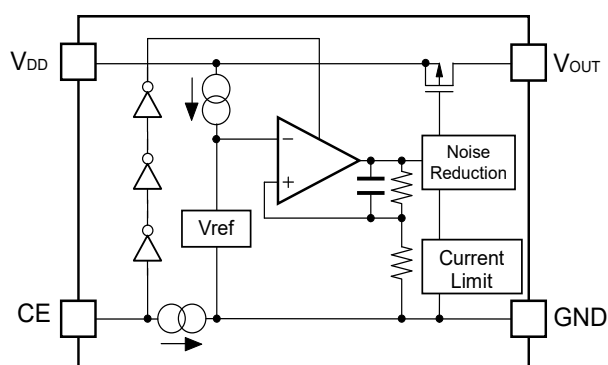 VDD
VOUT
−
+
Noise
Reduction
Vref
Current
Limit
CE
GND